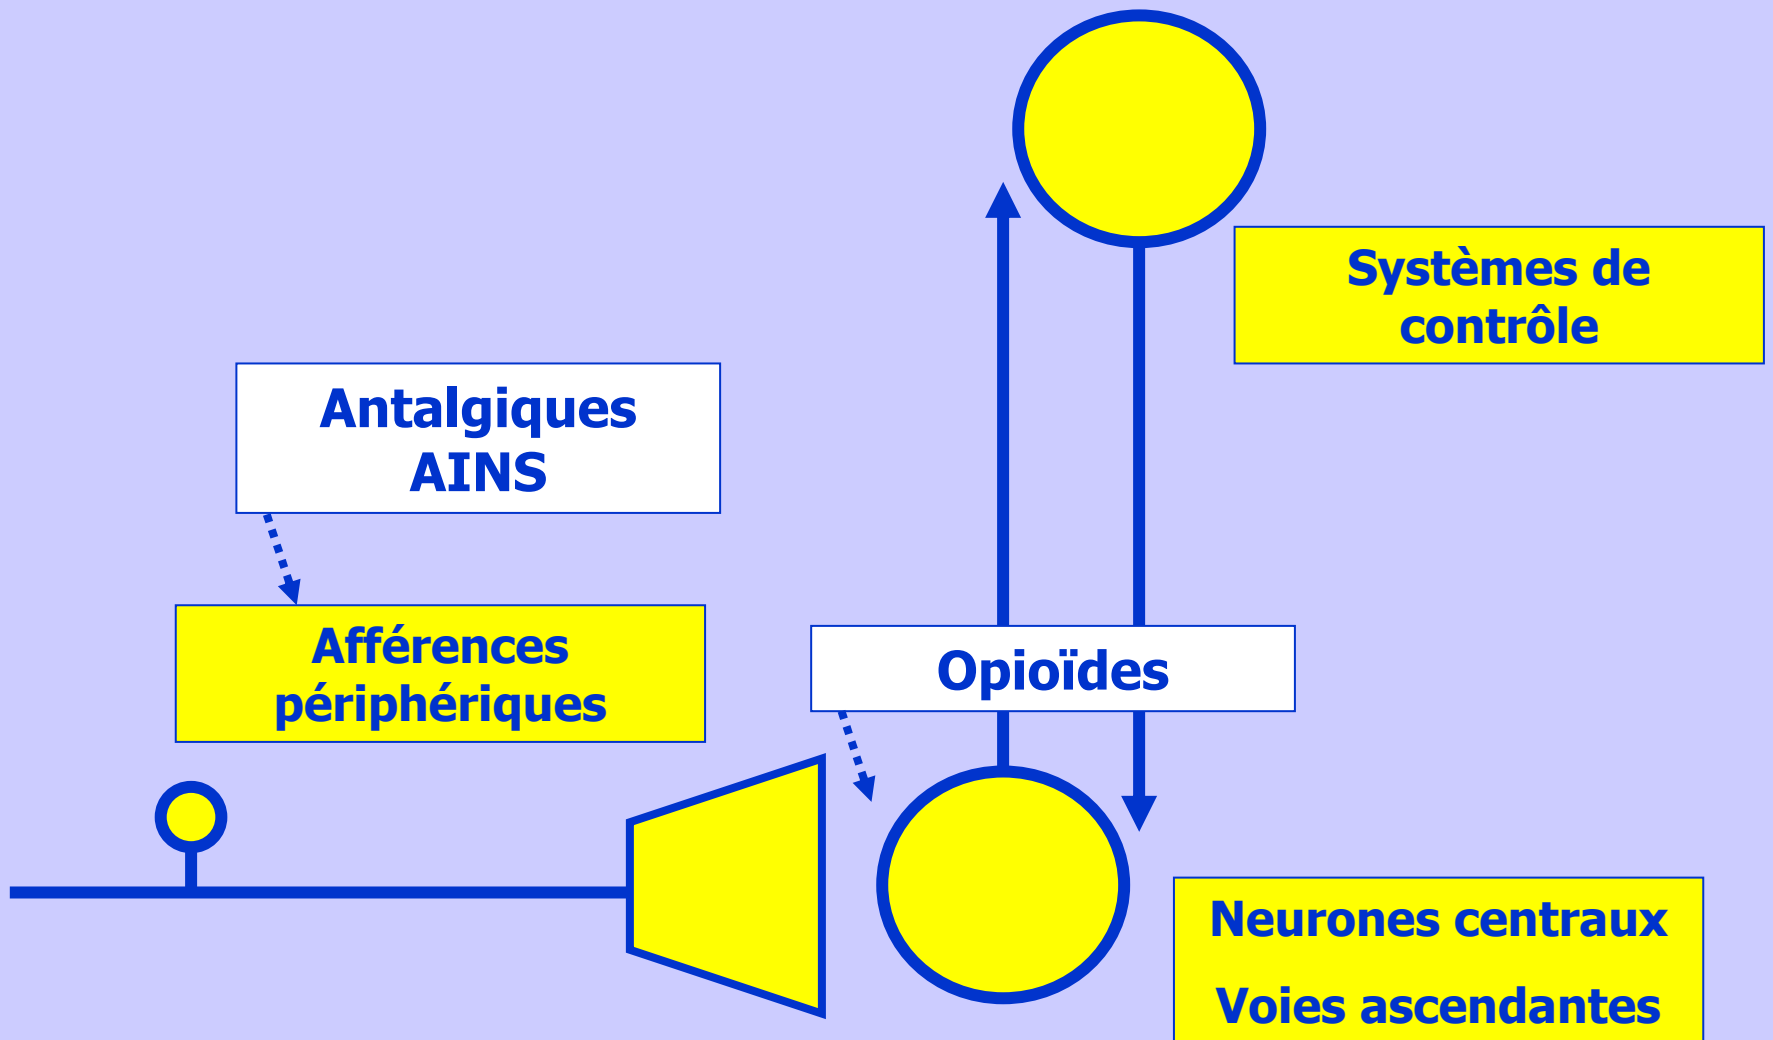 Systèmes de
contrôle
Antalgiques
AINS
Afférences
périphériques
Opioïdes
Neurones centraux
Voies ascendantes